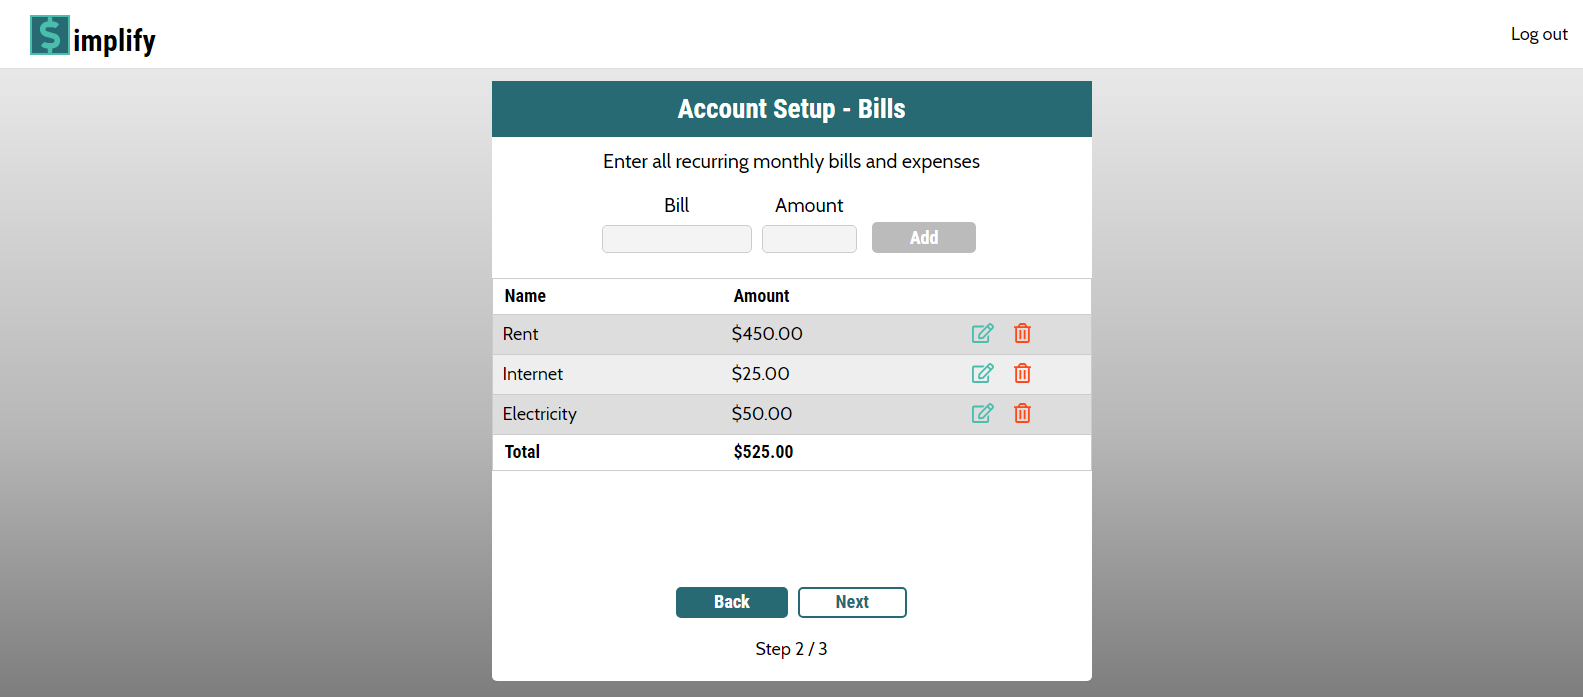 $implify
Log out
Account Setup - Bills
Enter all recurring monthly bills and expenses
Bill Amount
Add
Name Amount
Rent $450.00
Internet $25.00
Electricity $50.00
Total $525.00
Back Next
Step 2 / 3